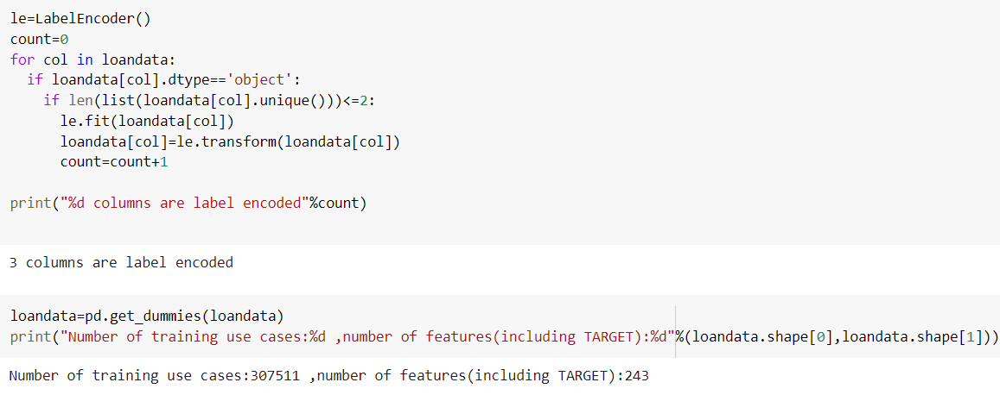 le=LabelEncoder()
count=0
for col in loandata:
  if loandata[col].dtype=='object':
    if len(list(loandata[col].unique()))<=2:
      le.fit(loandata[col])
      loandata[col]=le.transform(loandata[col])
      count=count+1
print("%d columns are label encoded"%count)
3 columns are label encoded
loandata=pd.get_dummies(loandata)
print("Number of training use cases:%d ,number of features(including TARGET):%d"%(loandata.shape[0],loandata.shape[1]))
Number of training use cases:307511 ,number of features(including TARGET):243